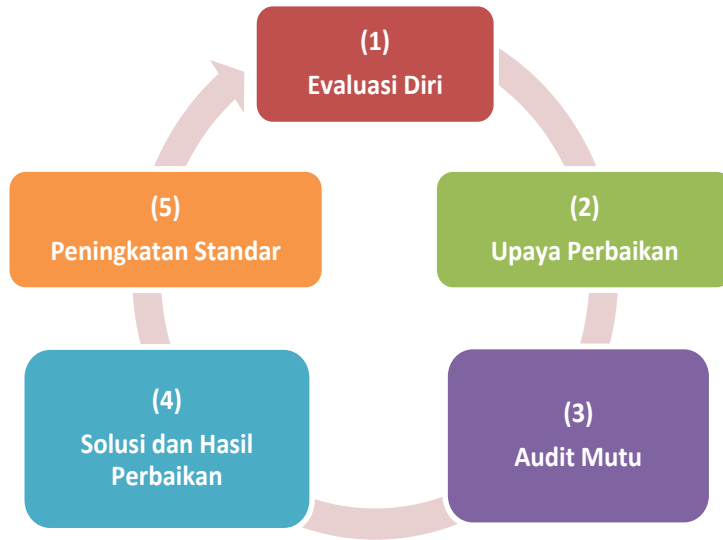 (1)
Evaluasi Diri
(2)
Upaya Perbaikan
(3)
Audit Mutu
(4)
Solusi dan Hasil
Perbaikan
(5)
Peningkatan Standar